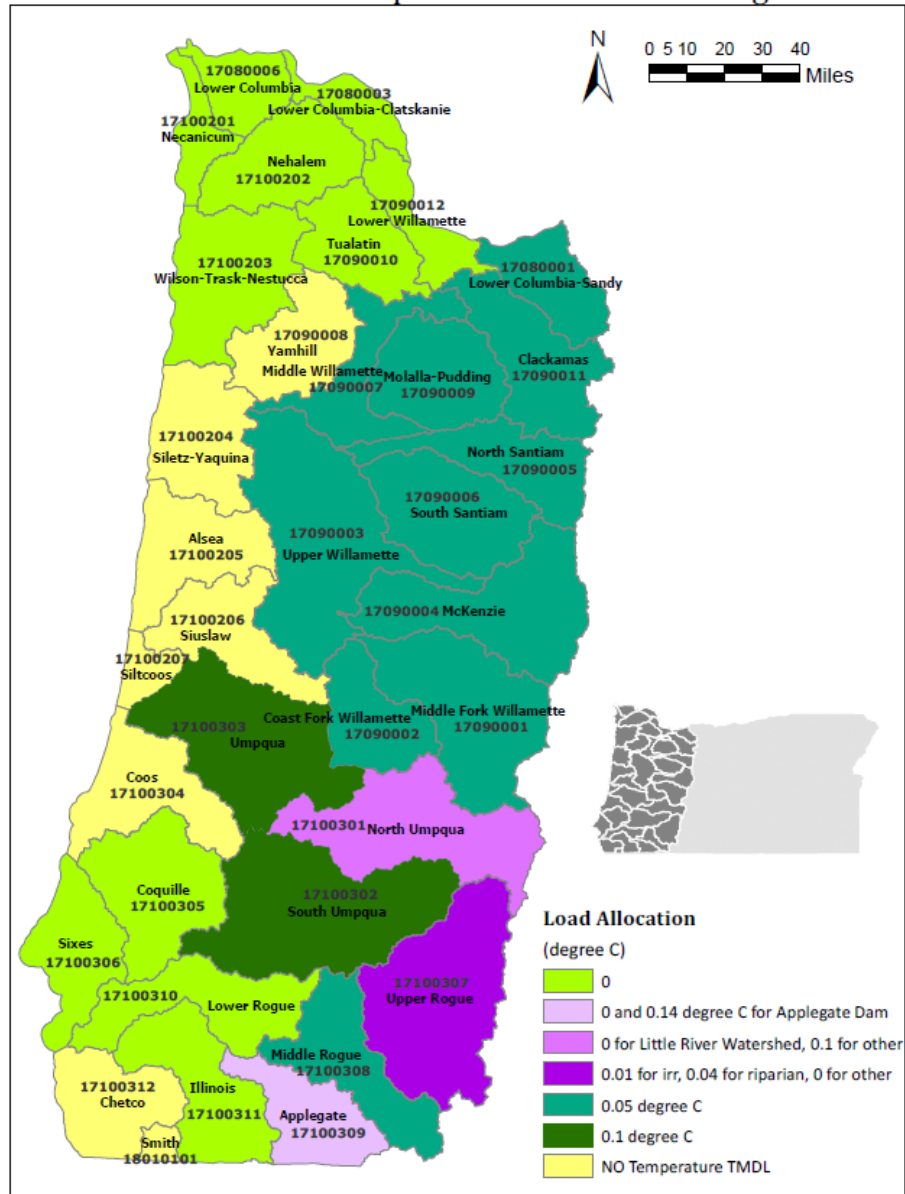 N
0 5 10 20 30 40
Miles
17080006
Lower Columbia
17080003
Lower Columbia-Clatskanie
17100201
Necanicum
Nehalem
17100202
17090012
Lower Willamette
Tualatin
17090010
17100203
Wilson-Trask-Nestucca
17080001
Lower Columbia-Sandy
17090008
Yamhill
Middle Willamette
17090007
Molalla-Pudding
17090009
Clackamas
17090011
17100204
Siletz-Yaquina
North Santiam
17090005
17090006
South Santiam
17090003
Upper Willamette
Alsea
17100205
17090004 McKenzie
17100206
Siuslaw
17100207
Siltcoos
17100303
Umpqua
Coast Fork Willamette
17090002
Middle Fork Willamette
17090001
Coos
17100304
17100301 North Umpqua
Coquille
17100305
17100302
South Umpqua
Sixes
17100306
17100310 Lower Rogue
17100307
Upper Rogue
Middle Rogue
17100308
17100312
Chetco
Illinois
17100311
Applegate
17100309
Smith
18010101
Load Allocation
(degree C)
0
0 and 0.14 degree C for Applegate Dam
0 for Little River Watershed, 0.1 for other
0.01 for irr, 0.04 for riparian, 0 for other
0.05 degree C
0.1 degree C
NO Temperature TMDL